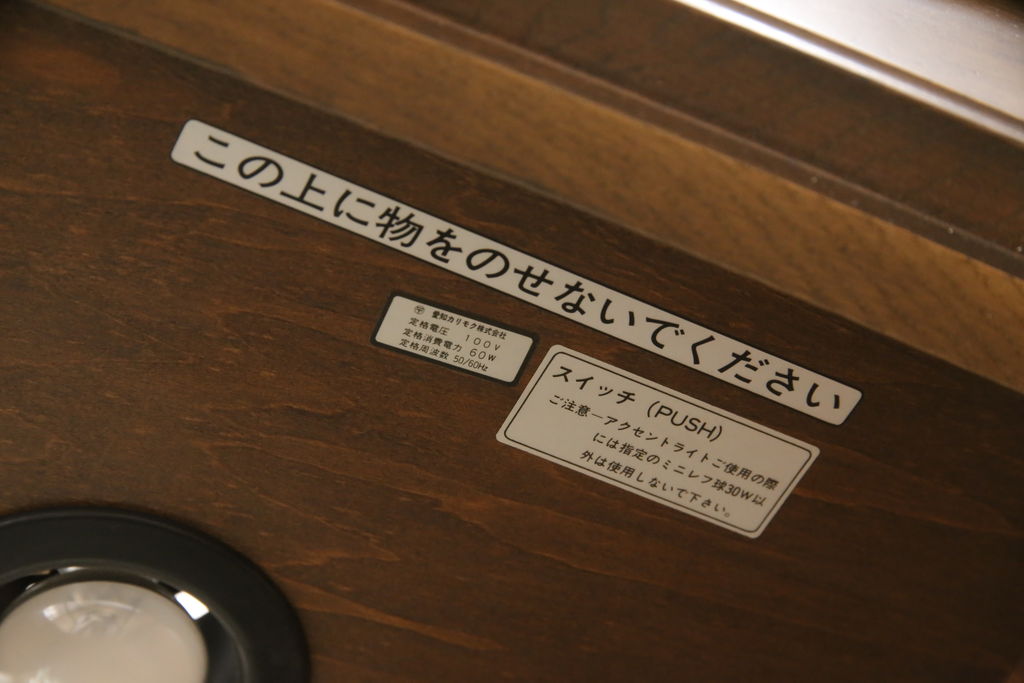 この上に物をのせないでください
〒 愛知カリモク株式会社
定格電圧 100V
定格消費電力 60W
定格周波数 50/60Hz
スイッチ (PUSH)
ご注意ーアクセントライトご使用の際
には指定のミニレフ球30W以
外は使用しないで下さい。